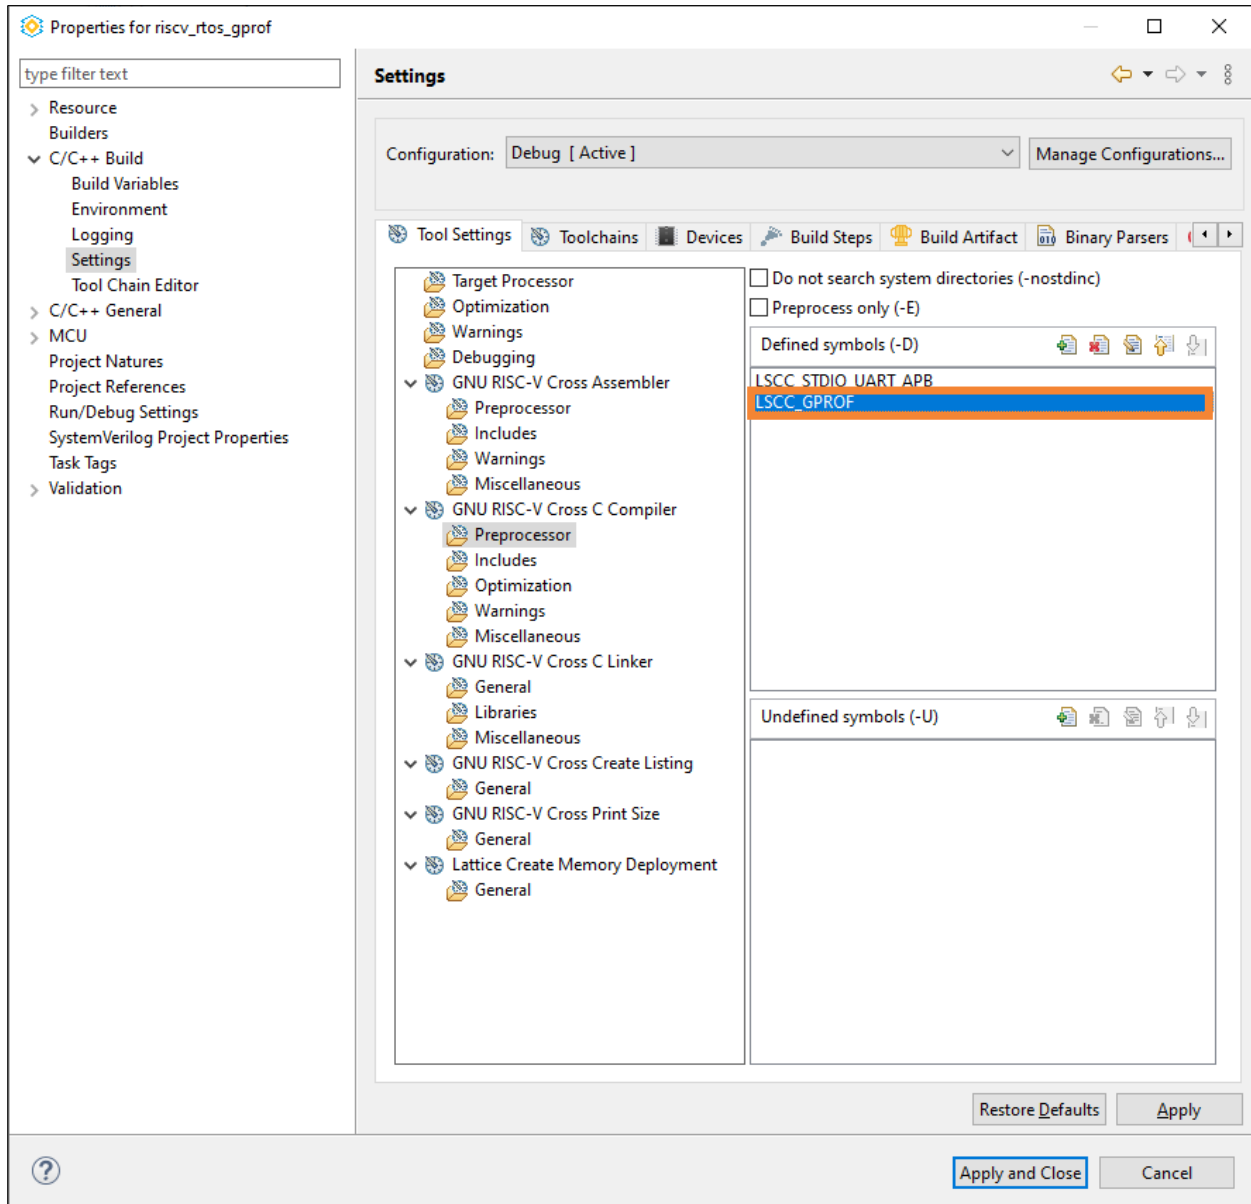 Properties for riscv_rtos_gprof
type filter text
Resource
Builders
C/C++ Build
Build Variables
Environment
Logging
Settings
Tool Chain Editor
C/C++ General
MCU
Project Natures
Project References
Run/Debug Settings
SystemVerilog Project Properties
Task Tags
Validation
Settings
Configuration: Debug [ Active ] Manage Configurations...
Tool Settings Toolchains Devices Build Steps Build Artifact Binary Parsers
Target Processor
Optimization
Warnings
Debugging
GNU RISC-V Cross Assembler
Preprocessor
Includes
Warnings
Miscellaneous
GNU RISC-V Cross C Compiler
Preprocessor
Includes
Optimization
Warnings
Miscellaneous
GNU RISC-V Cross C Linker
General
Libraries
Miscellaneous
GNU RISC-V Cross Create Listing
General
GNU RISC-V Cross Print Size
General
Lattice Create Memory Deployment
General
Do not search system directories (-nostdinc)
Preprocess only (-E)
Defined symbols (-D)
LSCC_STDIO_UART_APB
LSCC_GPROF
Undefined symbols (-U)
Restore Defaults Apply
? Apply and Close Cancel